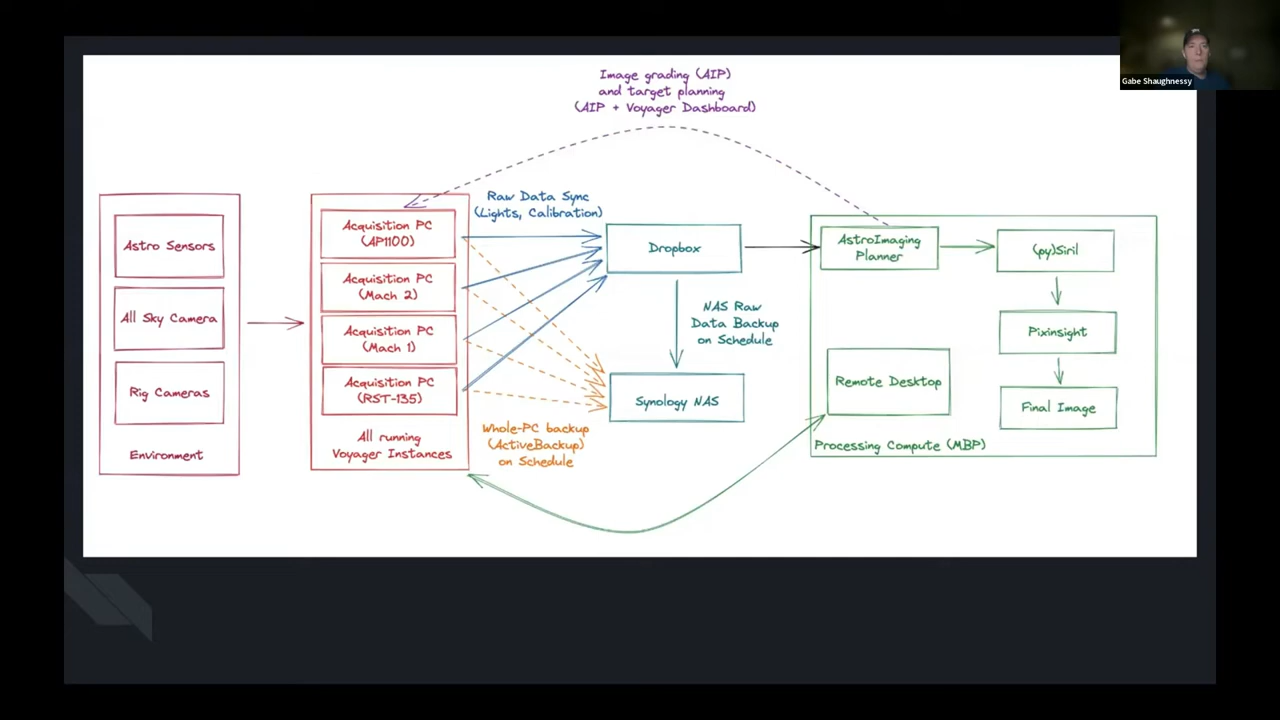 Gabe Shaughnessy
Image grading (AIP)
and target planning
(AIP + Voyager Dashboard)
Astro Sensors
All Sky Camera
Rig Cameras
Environment
Acquisition PC
(AP1100)
Acquisition PC
(Mach 2)
Acquisition PC
(Mach 1)
Acquisition PC
(RST-135)
All running
Voyager Instances
Raw Data Sync
(Lights, Calibration)
Whole-PC backup
(ActiveBackup)
on Schedule
Dropbox
NAS Raw
Data Backup
on Schedule
Synology NAS
AstroImaging
Planner
(py)Siril
Pixinsight
Final Image
Remote Desktop
Processing Compute (MBP)